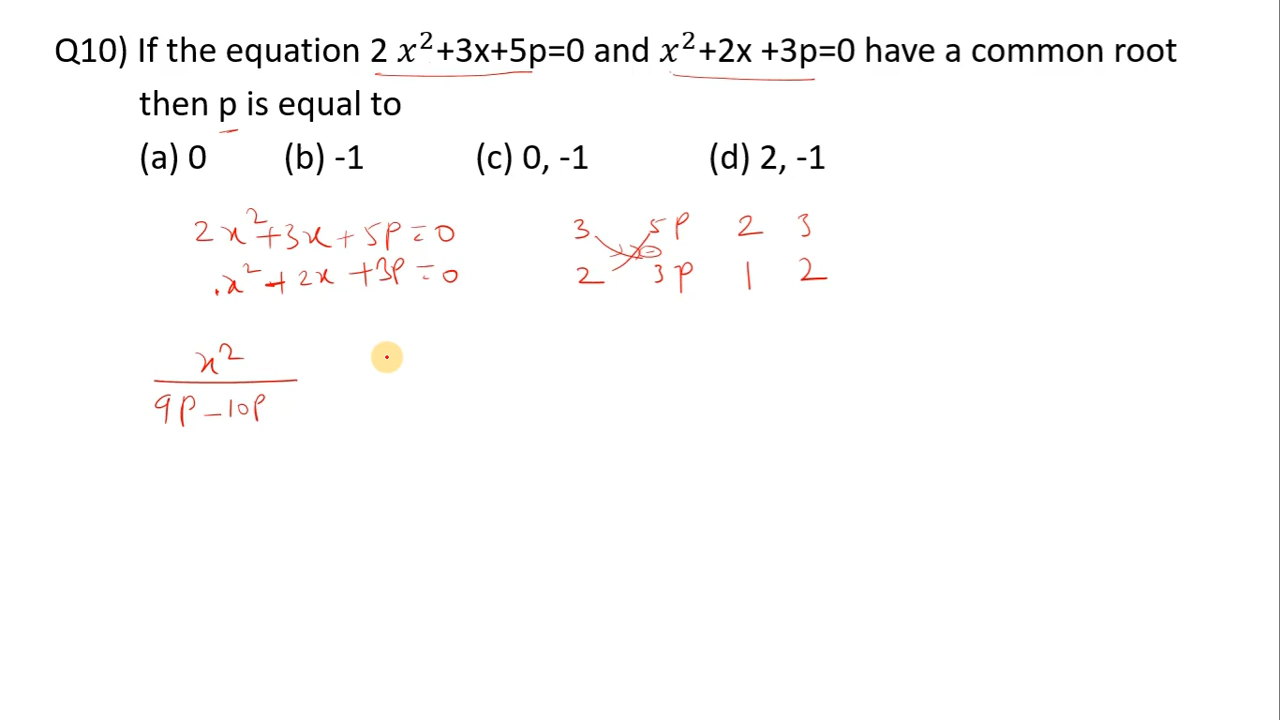 Q10) If the equation 2 x²+3x+5p=0 and x²+2x +3p=0 have a common root
then p is equal to
(a) 0 (b) -1 (c) 0, -1 (d) 2, -1
2x²+3x+5p=0 3 5p 2 3
x²+2x+3p=0 2 3p 1 2
x²
9p-10p